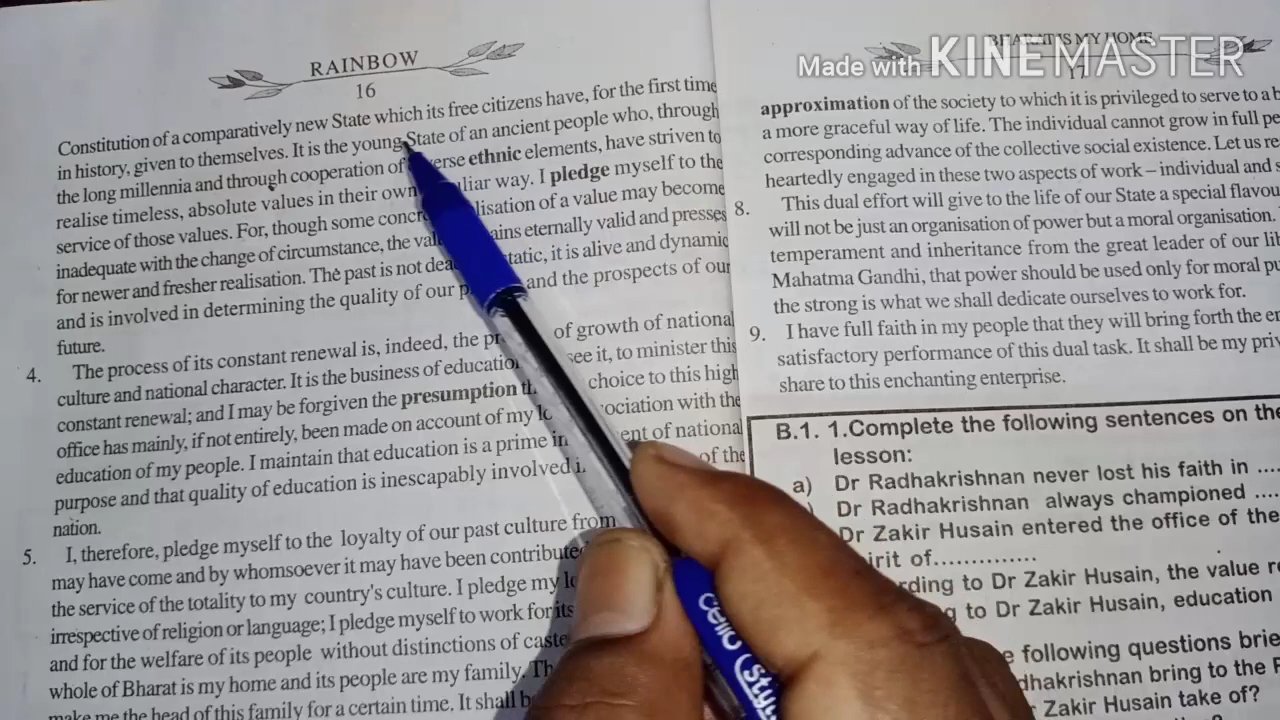 RAINBOW
16
Constitution of a comparatively new State which its free citizens have, for the first time
in history, given to themselves. It is the young State of an ancient people who, through
the long millennia and through cooperation of erse ethnic elements, have striven to
realise timeless, absolute values in their own liar way. I pledge myself to the
service of those values. For, though some concre lisation of a value may become
inadequate with the change of circumstance, the val ains eternally valid and presses
for newer and fresher realisation. The past is not dea static, it is alive and dynamic
and is involved in determining the quality of our p and the prospects of our
future.
4. The process of its constant renewal is, indeed, the pr of growth of national
culture and national character. It is the business of educatio see it, to minister this
constant renewal; and I may be forgiven the presumption th choice to this high
office has mainly, if not entirely, been made on account of my lo ociation with the
education of my people. I maintain that education is a prime in ent of national
purpose and that quality of education is inescapably involved i of the
nation.
5. I, therefore, pledge myself to the loyalty of our past culture from
may have come and by whomsoever it may have been contribute
the service of the totality to my country's culture. I pledge my lo
irrespective of religion or language; I pledge myself to work for its
and for the welfare of its people without distinctions of caste
whole of Bharat is my home and its people are my family. Th
make me the head of this family for a certain time. It shall b
BHARAT IS MY HOME
17
Made with KINEMASTER
approximation of the society to which it is privileged to serve to a b
a more graceful way of life. The individual cannot grow in full pe
corresponding advance of the collective social existence. Let us re
heartedly engaged in these two aspects of work – individual and s
8. This dual effort will give to the life of our State a special flavou
will not be just an organisation of power but a moral organisation.
temperament and inheritance from the great leader of our lib
Mahatma Gandhi, that power should be used only for moral pu
the strong is what we shall dedicate ourselves to work for.
9. I have full faith in my people that they will bring forth the en
satisfactory performance of this dual task. It shall be my priv
share to this enchanting enterprise.
B.1. 1.Complete the following sentences on the
lesson:
a) Dr Radhakrishnan never lost his faith in ....
) Dr Radhakrishnan always championed ....
Dr Zakir Husain entered the office of the
irit of..............
rding to Dr Zakir Husain, the value re
g to Dr Zakir Husain, education
e following questions brie
dhakrishnan bring to the P
Zakir Husain take of?
cello